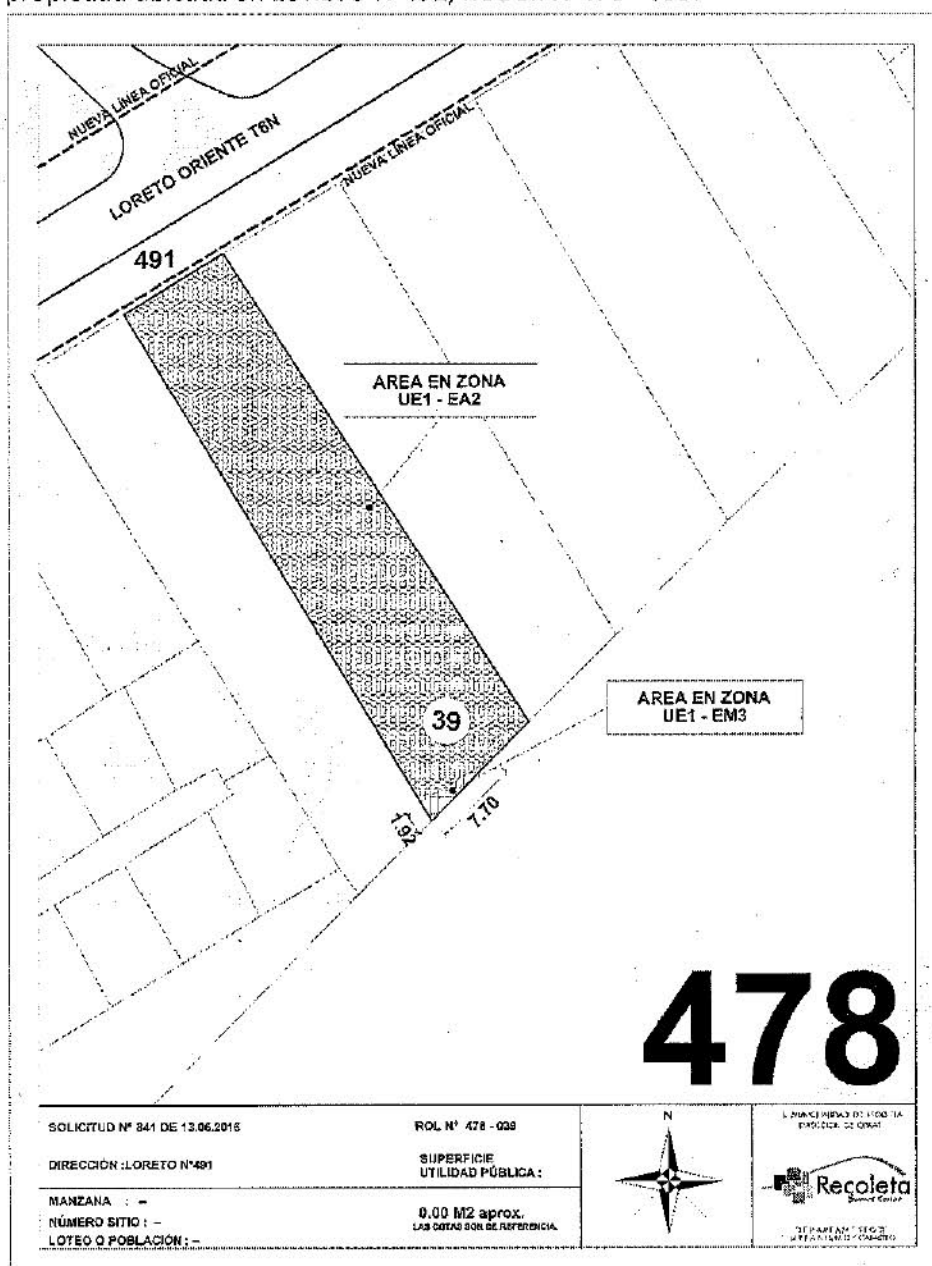 NUEVA LÍNEA OFICIAL
LORETO ORIENTE T6N
NUEVA LÍNEA OFICIAL
491
AREA EN ZONA
UE1 - EA2
AREA EN ZONA
UE1 - EM3
39
1.92
7.70
478
SOLICITUD Nº 841 DE 13.06.2016
ROL Nº 478 - 039
DIRECCIÓN :LORETO Nº491
SUPERFICIE
UTILIDAD PÚBLICA :
MANZANA : –
NÚMERO SITIO : –
LOTEO O POBLACIÓN : –
0.00 M2 aprox.
LAS COTAS SON DE REFERENCIA.
N
Recoleta